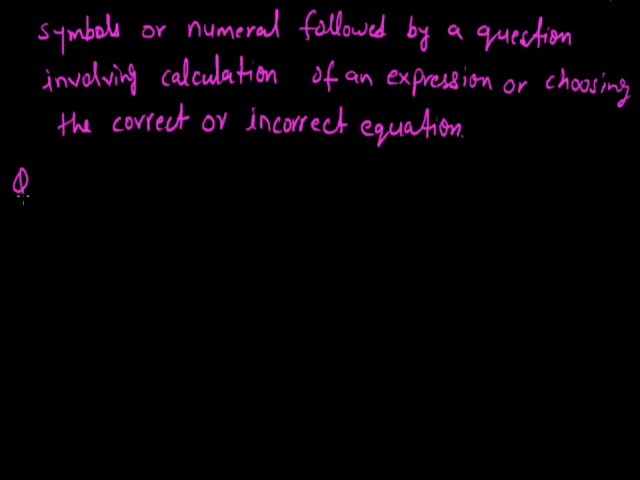 symbols or numeral followed by a question
involving calculation of an expression or choosing
the correct or incorrect equation.
Q